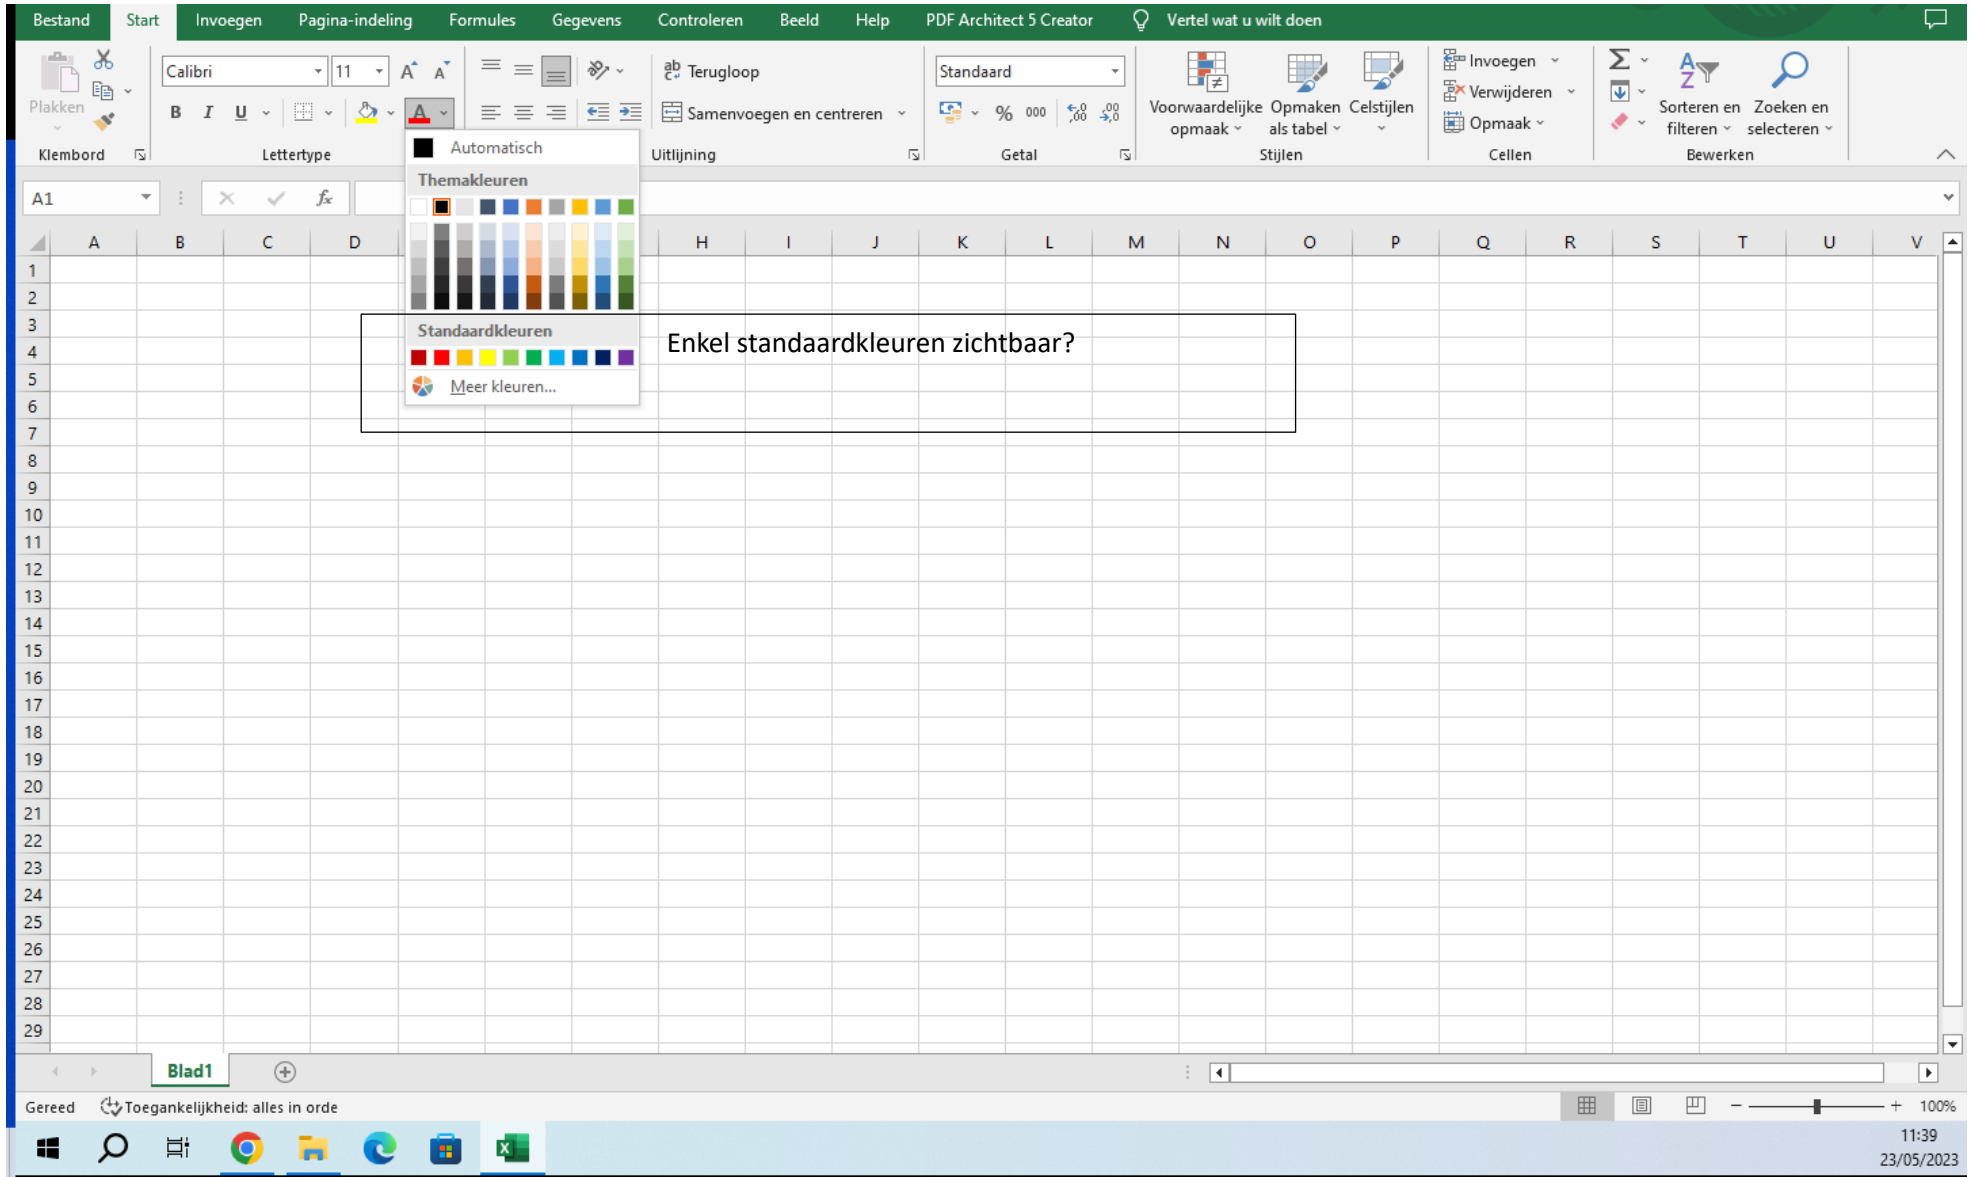 Bestand Start Invoegen Pagina-indeling Formules Gegevens Controleren Beeld Help PDF Architect 5 Creator Vertel wat u wilt doen
Plakken
Klembord
Calibri 11
B I U
Lettertype
Terugloop
Samenvoegen en centreren
Uitlijning
Standaard
% 000
Getal
Voorwaardelijke opmaak
Opmaken als tabel
Celstijlen
Stijlen
Invoegen
Verwijderen
Opmaak
Cellen
Sorteren en filteren
Zoeken en selecteren
Bewerken
Automatisch
Themakleuren
Standaardkleuren
Meer kleuren...
A1
fx
A B C D H I J K L M N O P Q R S T U V
1
2
3
4
5
6
7
8
9
10
11
12
13
14
15
16
17
18
19
20
21
22
23
24
25
26
27
28
29
Enkel standaardkleuren zichtbaar?
Blad1
Gereed Toegankelijkheid: alles in orde
100%
11:39
23/05/2023